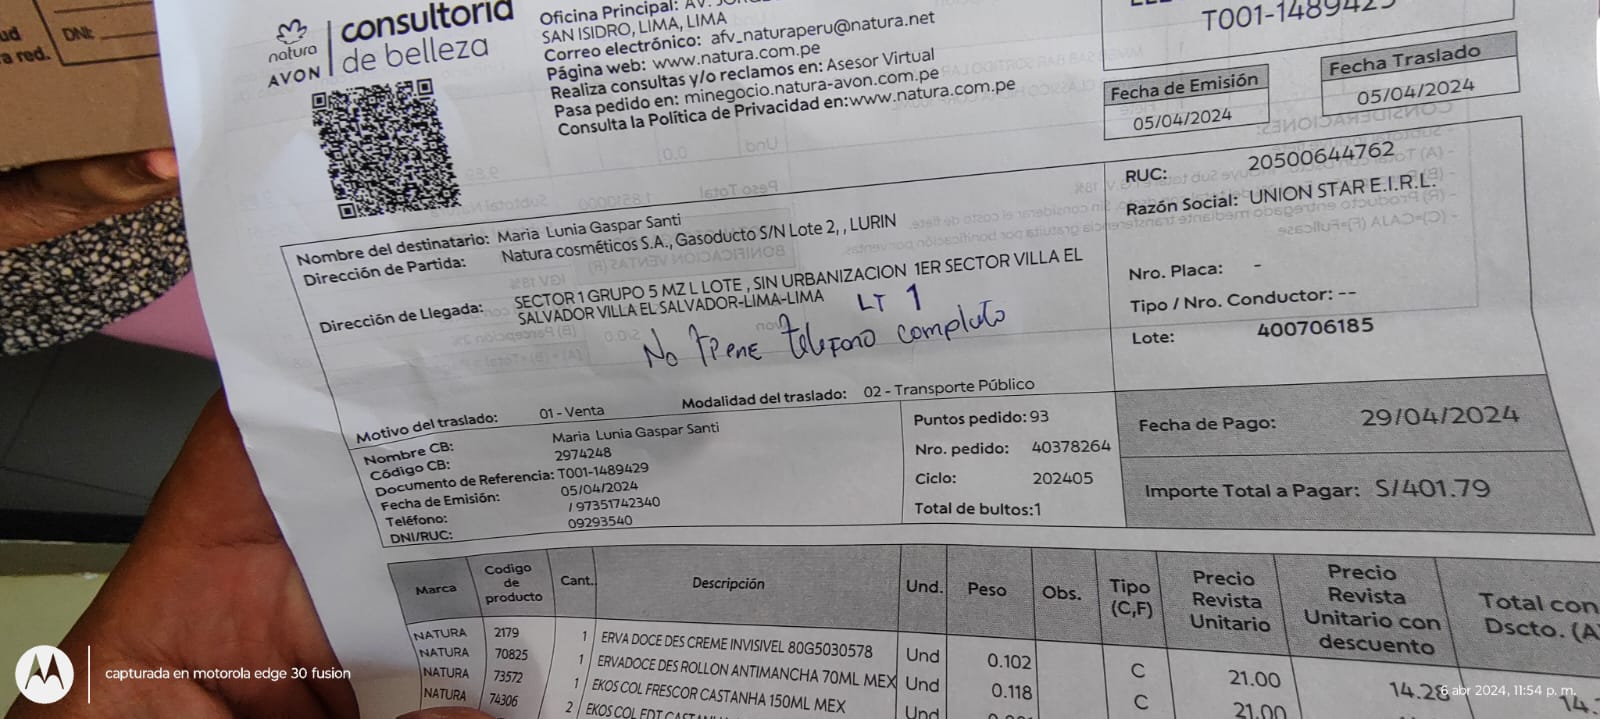 DNI:
a red.
natura
AVON
consultoría
de belleza
Oficina Principal: AV.
SAN ISIDRO, LIMA, LIMA
Correo electrónico: afv_naturaperu@natura.net
Página web: www.natura.com.pe
Realiza consultas y/o reclamos en: Asesor Virtual
Pasa pedido en: minegocio.natura-avon.com.pe
Consulta la Política de Privacidad en:www.natura.com.pe
T001-1489429
Fecha de Emisión
05/04/2024
Fecha Traslado
05/04/2024
Nombre del destinatario: Maria Lunia Gaspar Santi
Dirección de Partida: Natura cosméticos S.A., Gasoducto S/N Lote 2, , LURIN
Dirección de Llegada: SECTOR 1 GRUPO 5 MZ L LOTE , SIN URBANIZACION 1ER SECTOR VILLA EL
SALVADOR VILLA EL SALVADOR-LIMA-LIMA
LT 1
No tiene telefono completo
RUC: 20500644762
Razón Social: UNION STAR E.I.R.L.
Nro. Placa: -
Tipo / Nro. Conductor: --
Lote: 400706185
Motivo del traslado: 01 - Venta
Modalidad del traslado: 02 - Transporte Público
Nombre CB: Maria Lunia Gaspar Santi
Código CB: 2974248
Documento de Referencia: T001-1489429
Fecha de Emisión: 05/04/2024
Teléfono: / 97351742340
DNI/RUC: 09293540
Puntos pedido: 93
Nro. pedido: 40378264
Ciclo: 202405
Total de bultos:1
Fecha de Pago: 29/04/2024
Importe Total a Pagar: S/401.79
Marca Codigo de producto Cant. Descripción Und. Peso Obs. Tipo (C,F) Precio Revista Unitario Precio Revista Unitario con descuento Total con Dscto. (A
NATURA 2179 1 ERVA DOCE DES CREME INVISIVEL 80G5030578 Und 0.102 C 21.00 14.28
NATURA 70825 1 ERVADOCE DES ROLLON ANTIMANCHA 70ML MEX Und 0.118 C 21.00
NATURA 73572 1 EKOS COL FRESCOR CASTANHA 150ML MEX Und
NATURA 74306 2 EKOS COL EDT
capturada en motorola edge 30 fusion
6 abr 2024, 11:54 p. m.